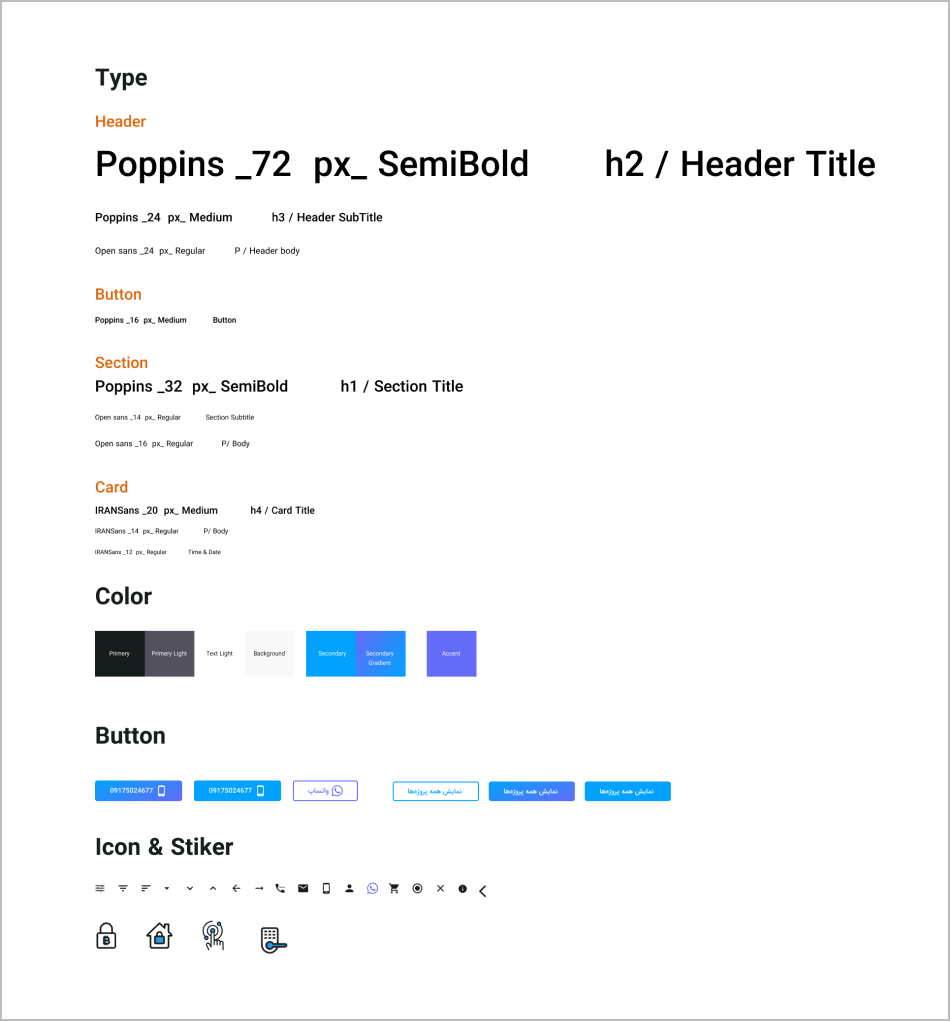 Type
Header
Poppins _72 px_ SemiBold h2 / Header Title
Poppins _24 px_ Medium h3 / Header SubTitle
Open sans _24 px_ Regular P / Header body
Button
Poppins _16 px_ Medium Button
Section
Poppins _32 px_ SemiBold h1 / Section Title
Open sans _14 px_ Regular Section Subtitle
Open sans _16 px_ Regular P/ Body
Card
IRANSans _20 px_ Medium h4 / Card Title
IRANSans _14 px_ Regular P/ Body
IRANSans _12 px_ Regular Time & Date
Color
Primery Primery Light Text Light Background Secondary Secondary Gradient Accent
Button
09175024677 09175024677 واتساپ نمایش همه پروژه‌ها نمایش همه پروژه‌ها نمایش همه پروژه‌ها
Icon & Stiker